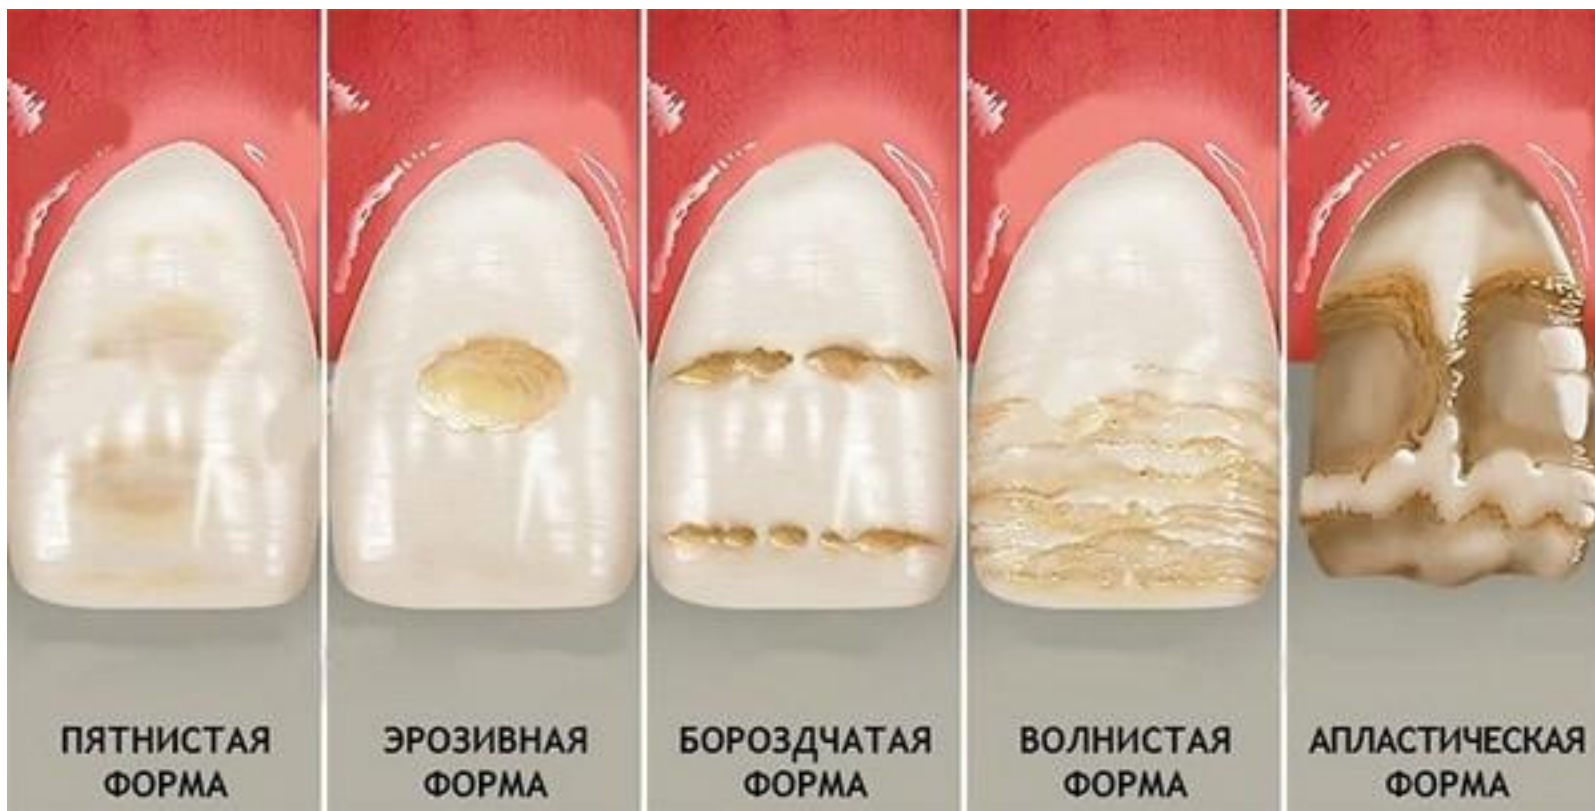 ПЯТНИСТАЯ
ФОРМА
ЭРОЗИВНАЯ
ФОРМА
БОРОЗДЧАТАЯ
ФОРМА
ВОЛНИСТАЯ
ФОРМА
АПЛАСТИЧЕСКАЯ
ФОРМА